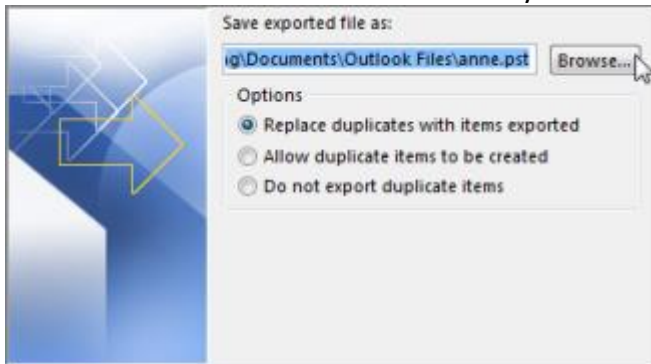 Save exported file as:
ig\Documents\Outlook Files\anne.pst Browse...
Options
Replace duplicates with items exported
Allow duplicate items to be created
Do not export duplicate items